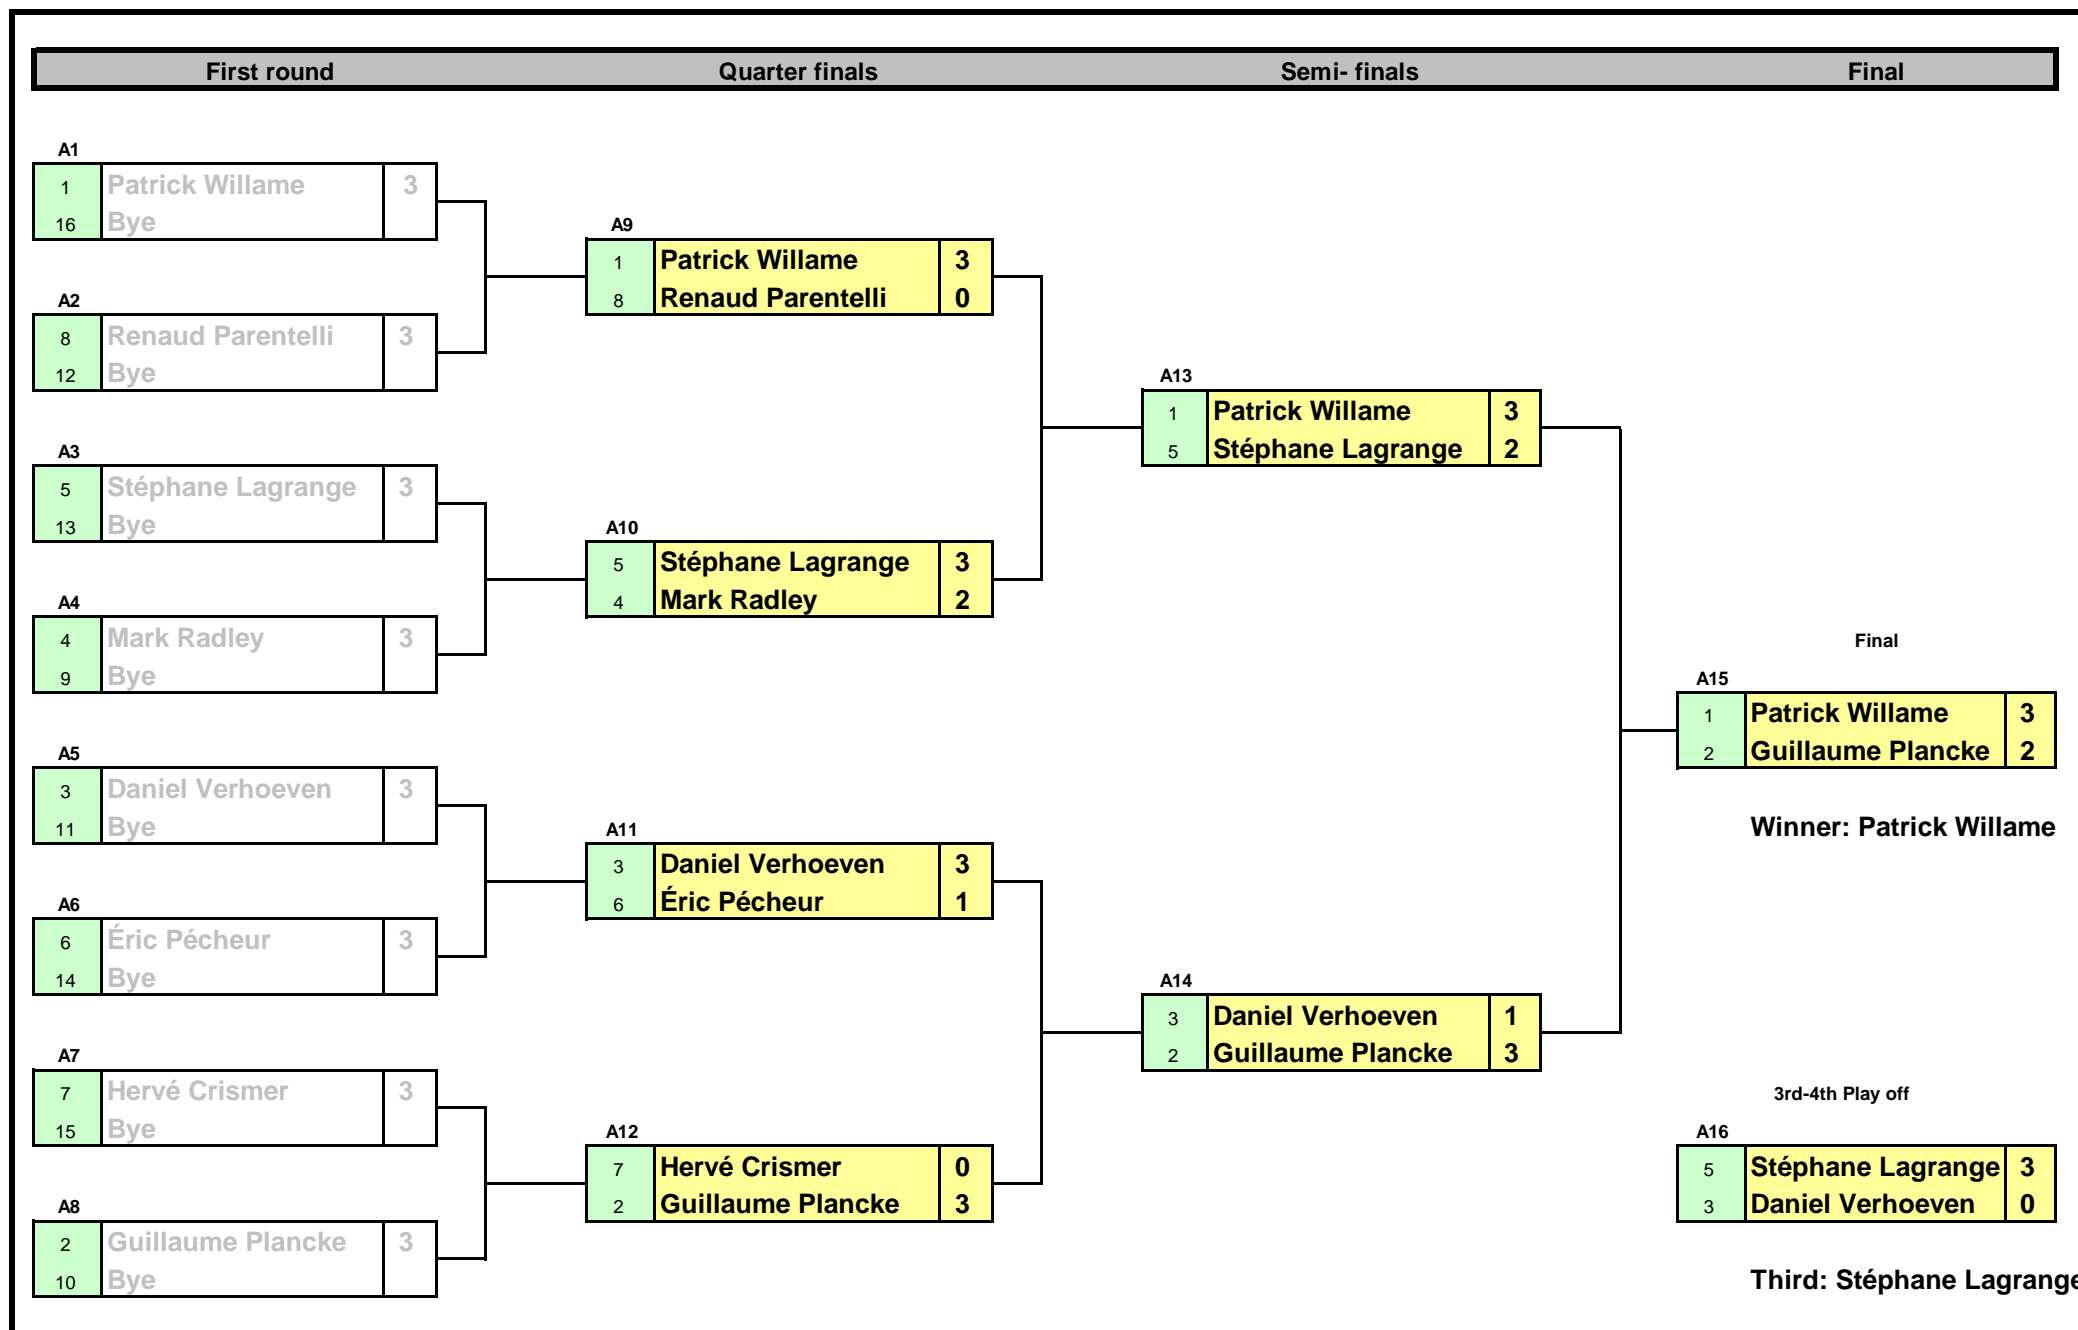 First round Quarter finals Semi- finals Final
A1
1 Patrick Willame 3
16 Bye
A2
8 Renaud Parentelli 3
12 Bye
A3
5 Stéphane Lagrange 3
13 Bye
A4
4 Mark Radley 3
9 Bye
A5
3 Daniel Verhoeven 3
11 Bye
A6
6 Éric Pécheur 3
14 Bye
A7
7 Hervé Crismer 3
15 Bye
A8
2 Guillaume Plancke 3
10 Bye
A9
1 Patrick Willame 3
8 Renaud Parentelli 0
A10
5 Stéphane Lagrange 3
4 Mark Radley 2
A11
3 Daniel Verhoeven 3
6 Éric Pécheur 1
A12
7 Hervé Crismer 0
2 Guillaume Plancke 3
A13
1 Patrick Willame 3
5 Stéphane Lagrange 2
A14
3 Daniel Verhoeven 1
2 Guillaume Plancke 3
Final
A15
1 Patrick Willame 3
2 Guillaume Plancke 2
Winner: Patrick Willame
3rd-4th Play off
A16
5 Stéphane Lagrange 3
3 Daniel Verhoeven 0
Third: Stéphane Lagrange